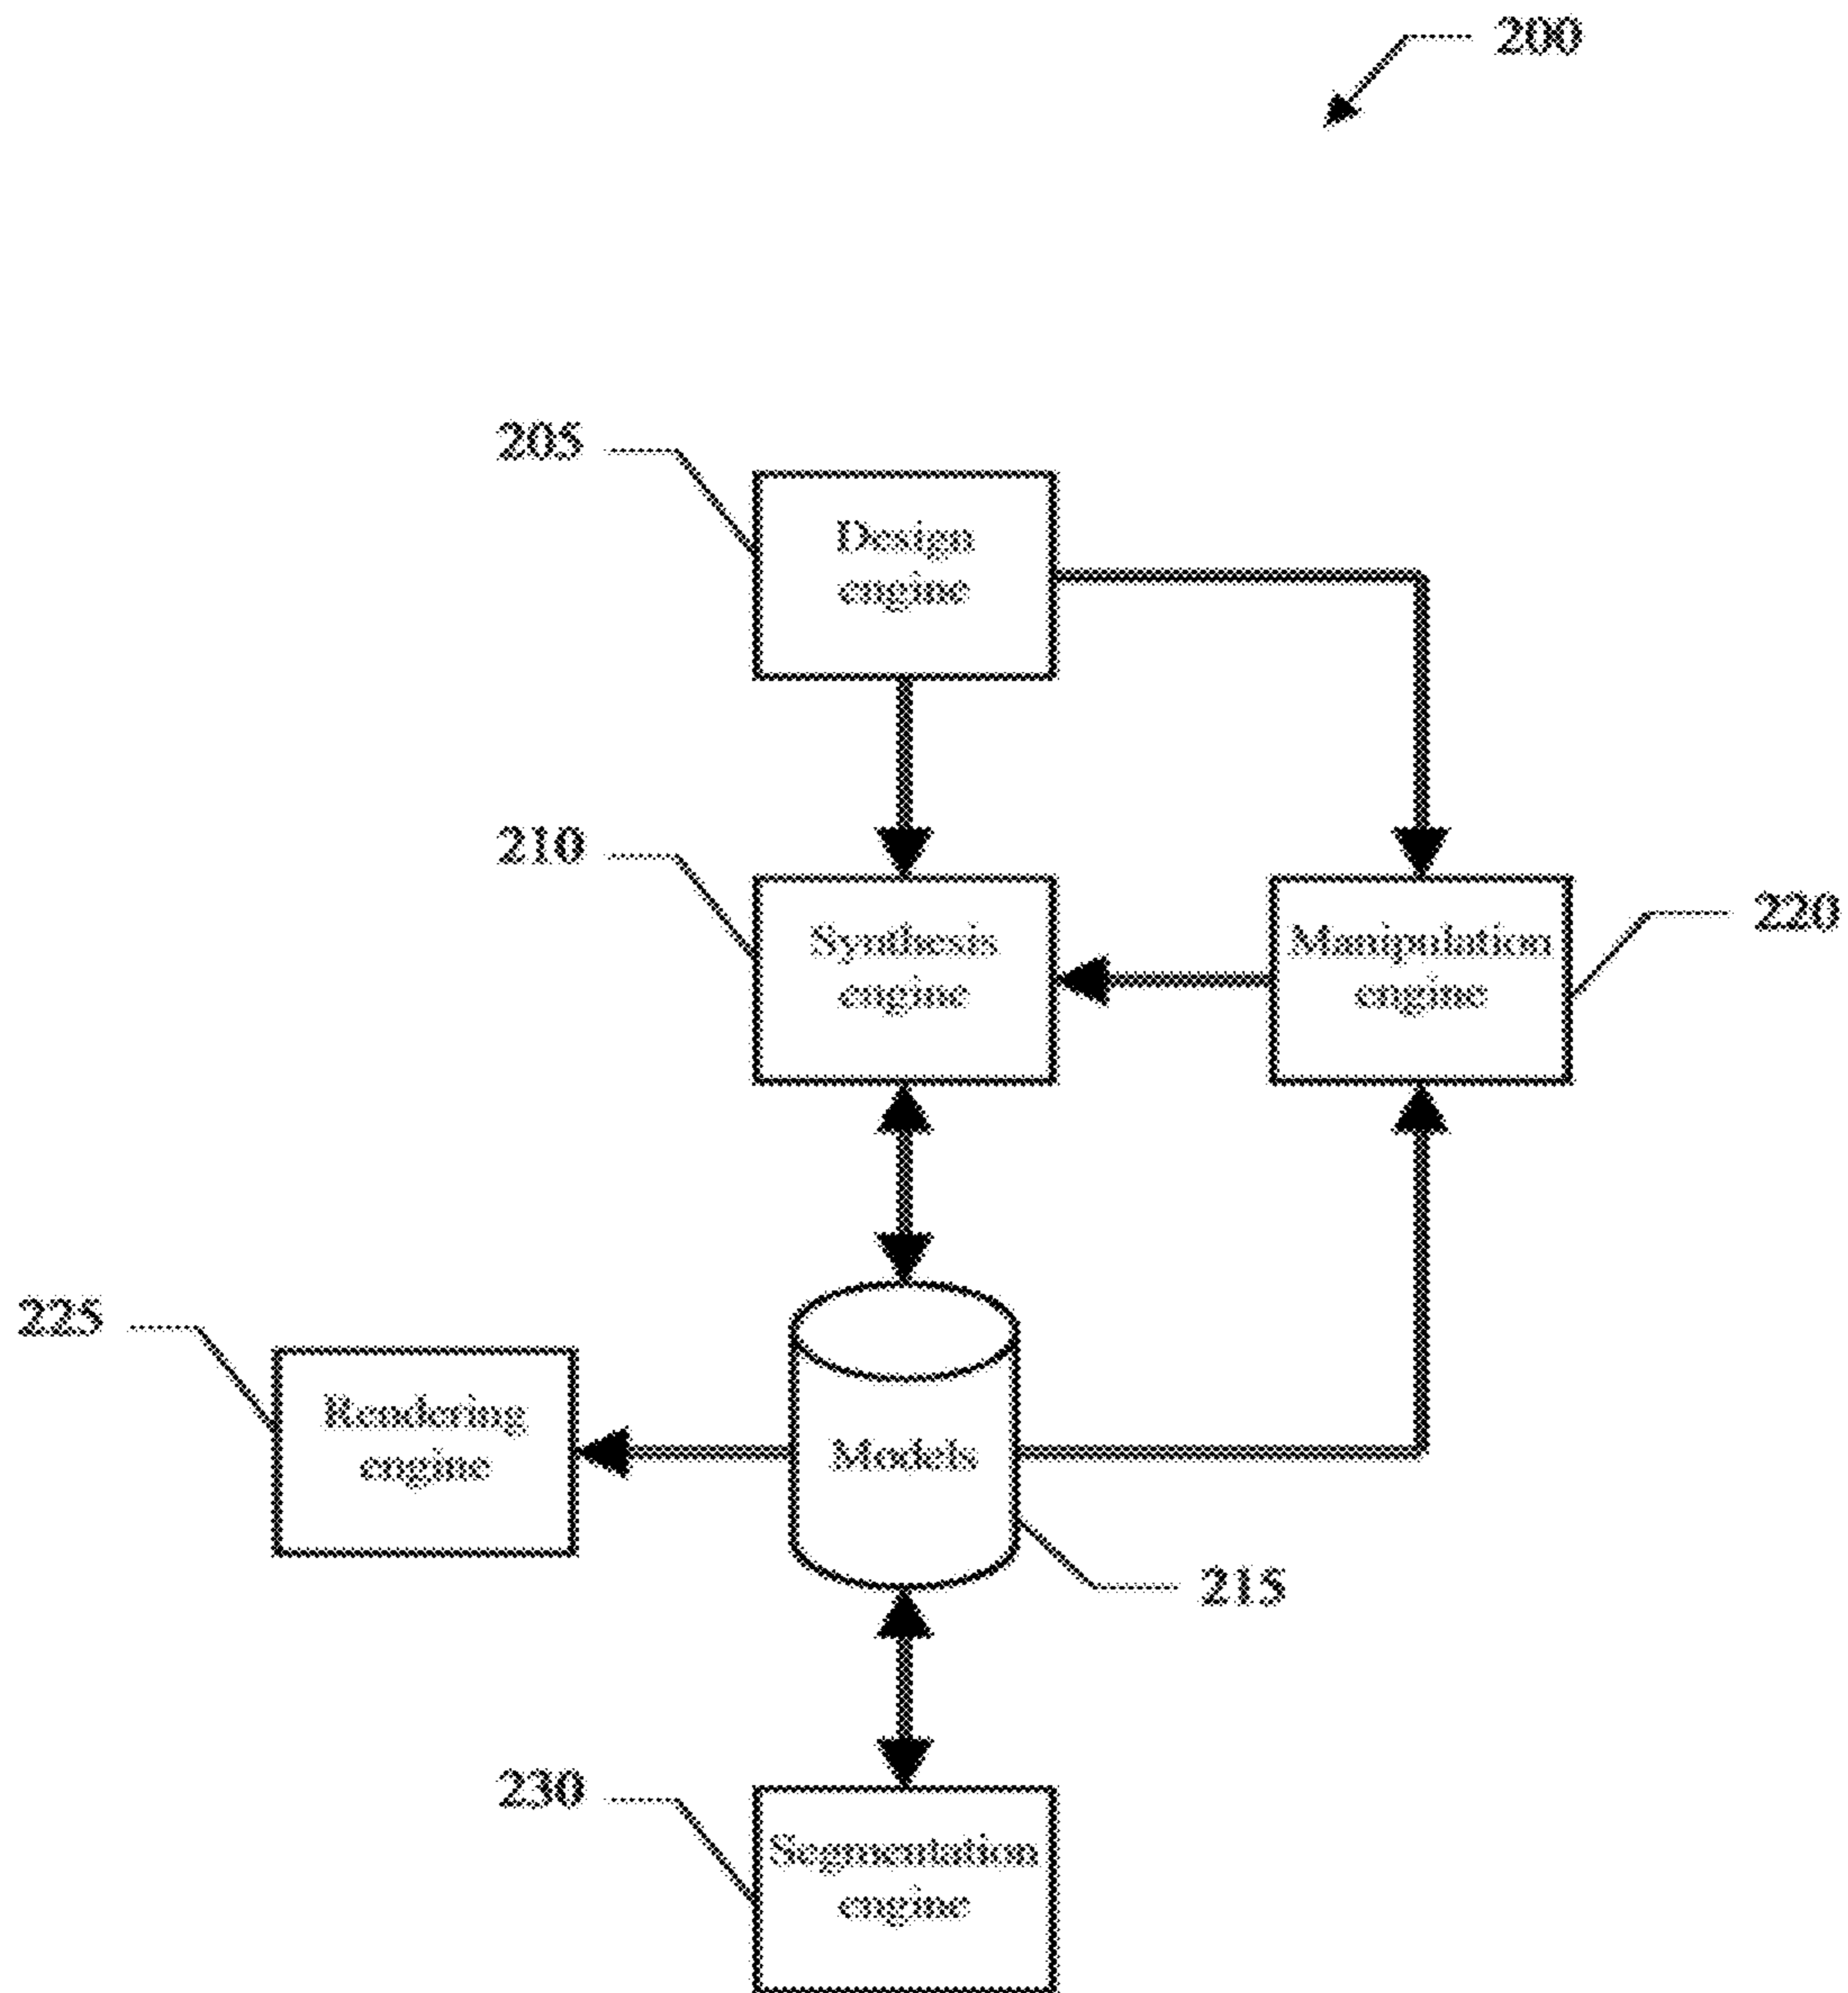 200
205
Design
engine
210
Synthesis
engine
Manipulation
engine
220
225
Rendering
engine
Models
215
230
Segmentation
engine